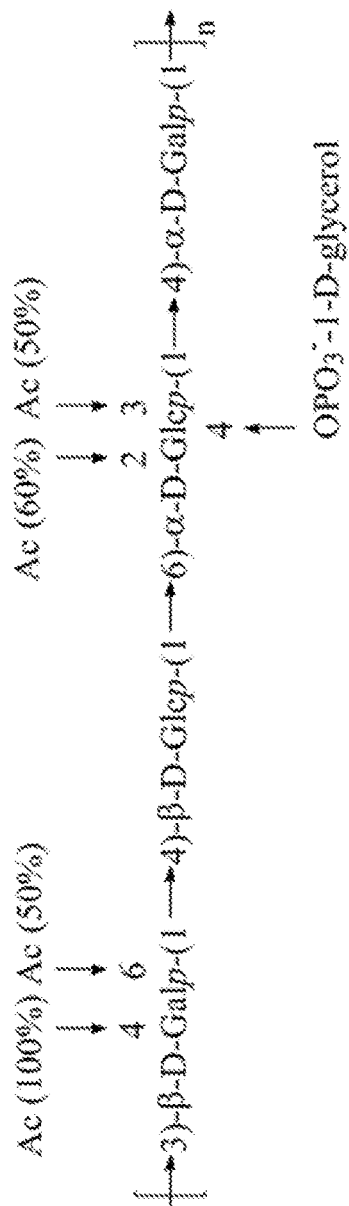 Ac (100%) Ac (50%) Ac (60%) Ac (50%)
4 6 2 3
[→3)-β-D-Galp-(1→4)-β-D-Glcp-(1→6)-α-D-Glcp-(1→4)-α-D-Galp-(1→]n
4
OPO₃⁻-1-D-glycerol